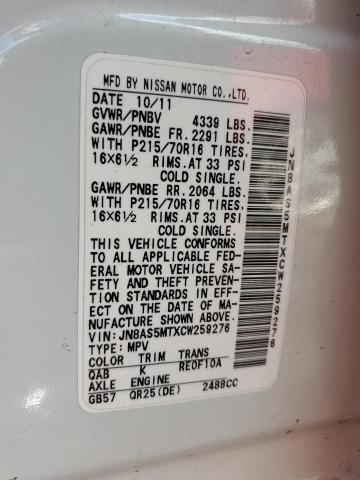 MFD BY NISSAN MOTOR CO.,LTD.
DATE 10/11
GVWR/PNBV 4339 LBS.
GAWR/PNBE FR. 2291 LBS.
WITH P215/70R16 TIRES.
16X6½ RIMS. AT 33 PSI
COLD SINGLE.
GAWR/PNBE RR. 2064 LBS.
WITH P215/70R16 TIRES.
16X6½ RIMS. AT 33 PSI
COLD SINGLE.
THIS VEHICLE CONFORMS
TO ALL APPLICABLE FED-
ERAL MOTOR VEHICLE SA-
FETY AND THEFT PREVEN-
TION STANDARDS IN EFF-
ECT ON THE DATE OF MA-
NUFACTURE SHOWN ABOVE.
VIN: JN8AS5MTXCW259276
TYPE: MPV
COLOR TRIM TRANS
QAB K RE0F10A
AXLE ENGINE
GB57 QR25(DE) 2488CC
JN8AS5MTXCW259276